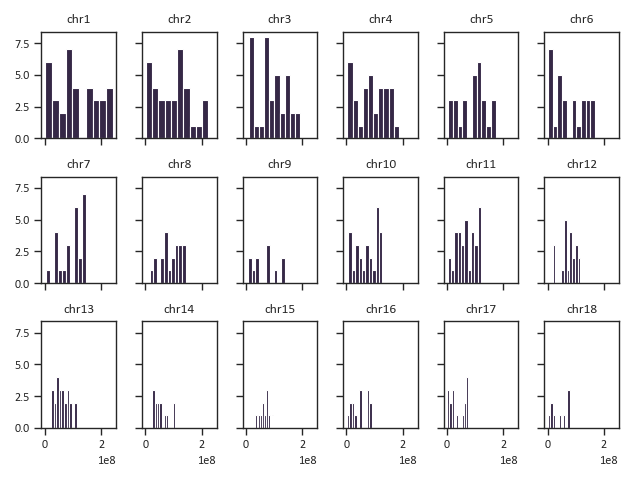 chr1 chr2 chr3 chr4 chr5 chr6
7.5
5.0
2.5
0.0
chr7 chr8 chr9 chr10 chr11 chr12
7.5
5.0
2.5
0.0
chr13 chr14 chr15 chr16 chr17 chr18
7.5
5.0
2.5
0.0
0 2 0 2 0 2 0 2 0 2 0 2
1e8 1e8 1e8 1e8 1e8 1e8